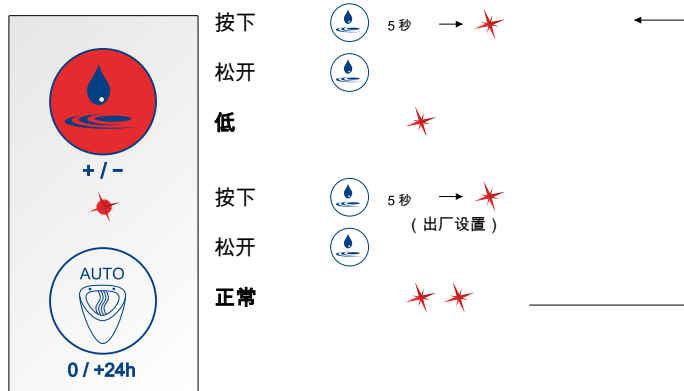 + / −
AUTO
0 / +24h
按下 5 秒
松开
低
按下 5 秒
（出厂设置）
松开
正常